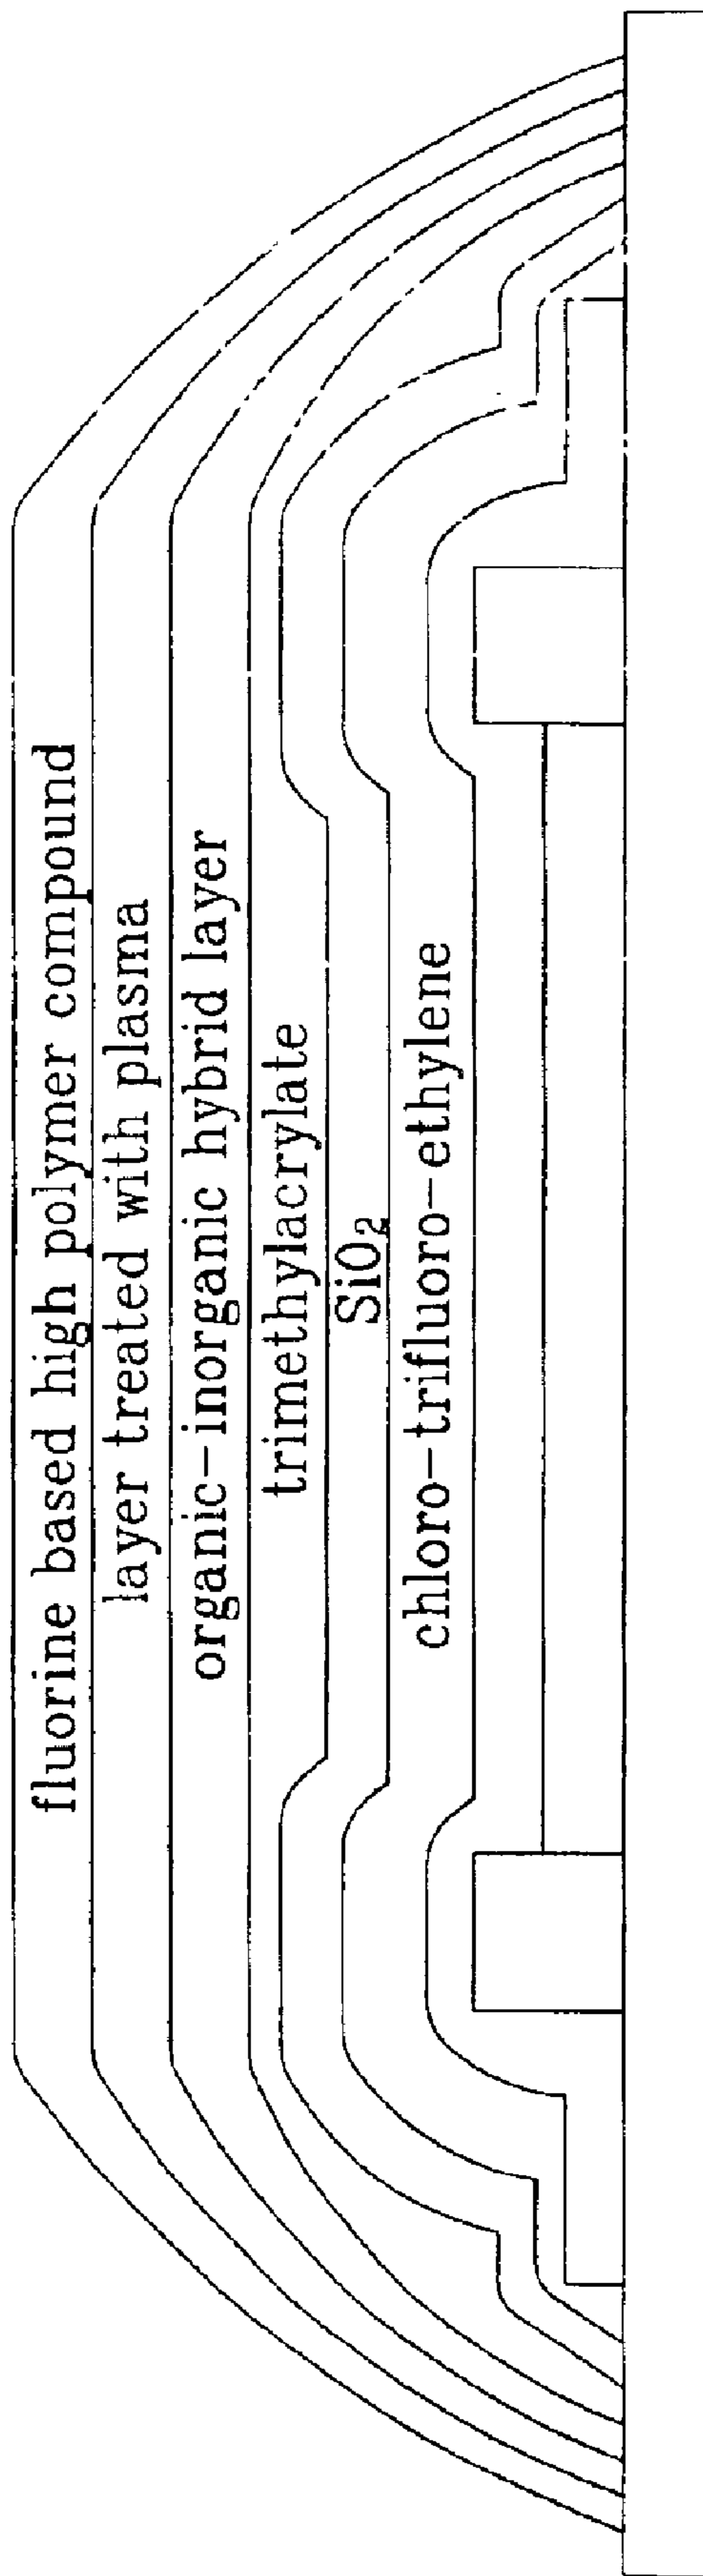 fluorine based high polymer compound
layer treated with plasma
organic-inorganic hybrid layer
trimethylacrylate
SiO₂
chloro-trifluoro-ethylene